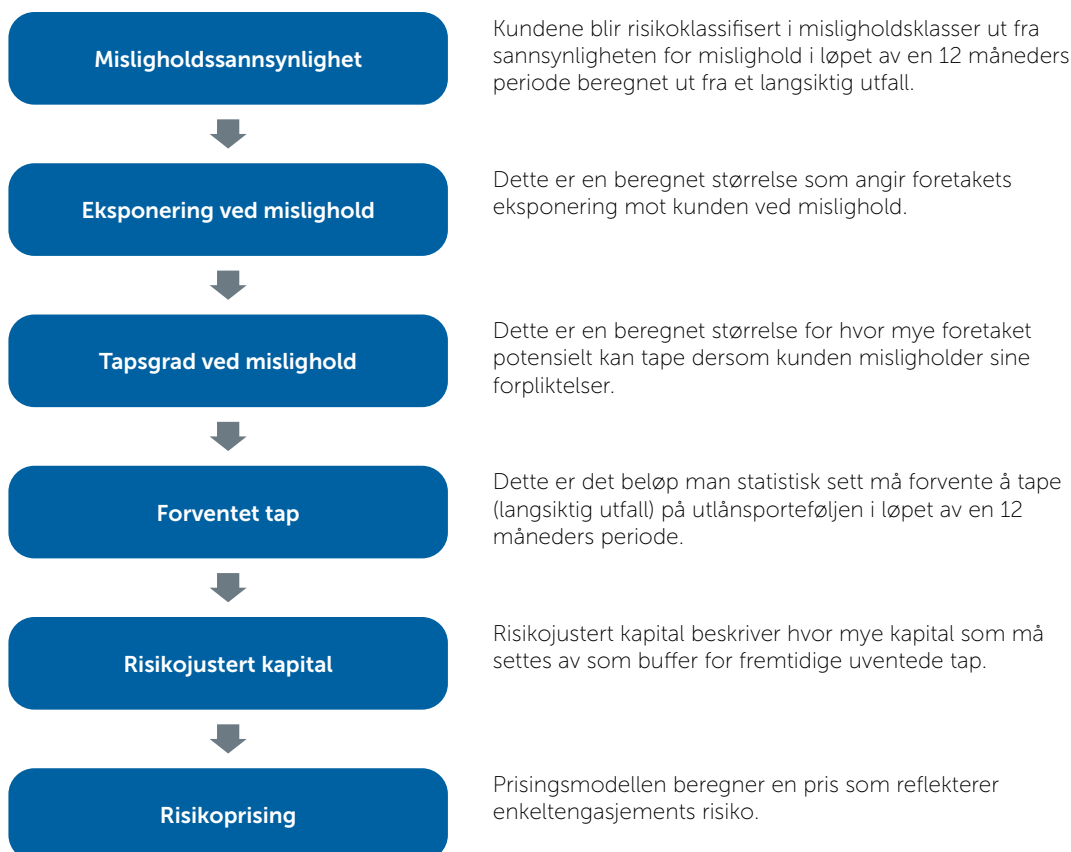 Misligholdssannsynlighet
Kundene blir risikoklassifisert i misligholdsklasser ut fra
sannsynligheten for mislighold i løpet av en 12 måneders
periode beregnet ut fra et langsiktig utfall.
Eksponering ved mislighold
Dette er en beregnet størrelse som angir foretakets
eksponering mot kunden ved mislighold.
Tapsgrad ved mislighold
Dette er en beregnet størrelse for hvor mye foretaket
potensielt kan tape dersom kunden misligholder sine
forpliktelser.
Forventet tap
Dette er det beløp man statistisk sett må forvente å tape
(langsiktig utfall) på utlånsporteføljen i løpet av en 12
måneders periode.
Risikojustert kapital
Risikojustert kapital beskriver hvor mye kapital som må
settes av som buffer for fremtidige uventede tap.
Risikoprising
Prisingsmodellen beregner en pris som reflekterer
enkeltengasjements risiko.